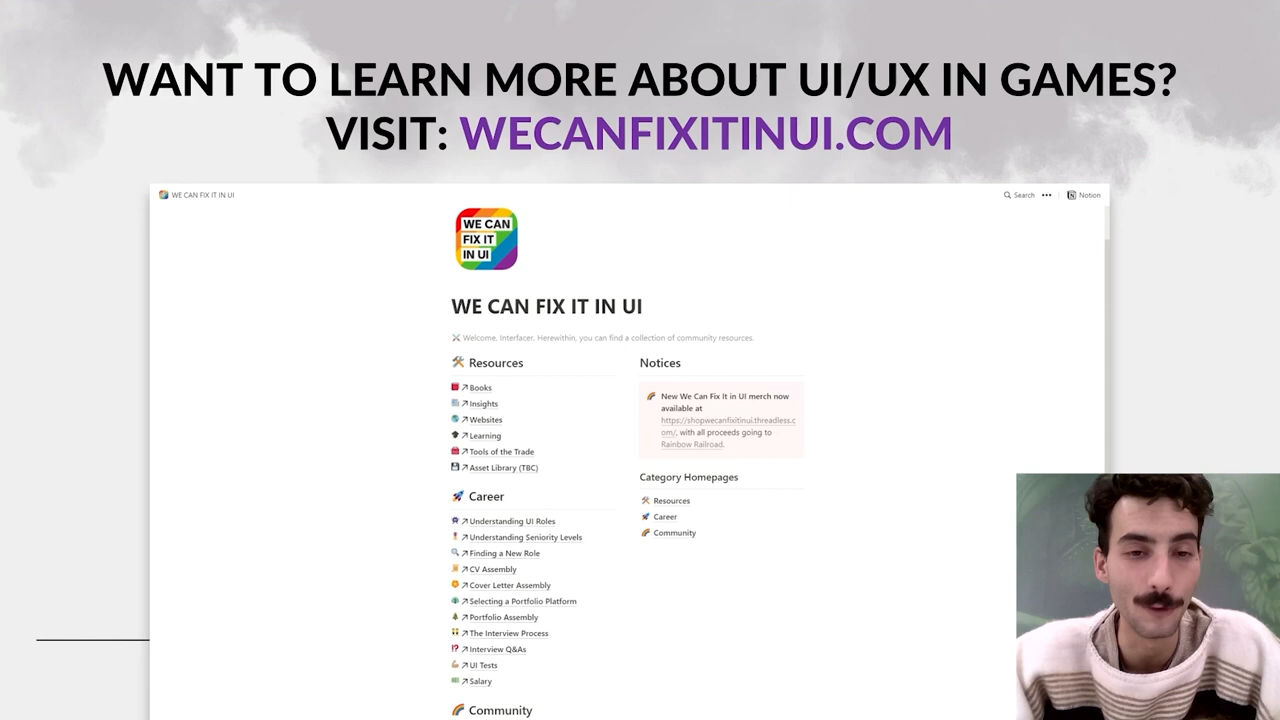 WANT TO LEARN MORE ABOUT UI/UX IN GAMES?
VISIT: WECANFIXITINUI.COM
WE CAN FIX IT IN UI
Search
Notion
WE CAN
FIX IT
IN UI
WE CAN FIX IT IN UI
Welcome, Interfacer. Herewithin, you can find a collection of community resources.
Resources
Books
Insights
Websites
Learning
Tools of the Trade
Asset Library (TBC)
Career
Understanding UI Roles
Understanding Seniority Levels
Finding a New Role
CV Assembly
Cover Letter Assembly
Selecting a Portfolio Platform
Portfolio Assembly
The Interview Process
Interview Q&As
UI Tests
Salary
Community
Notices
New We Can Fix It in UI merch now
available at
https://shopwecanfixitinui.threadless.c
om/, with all proceeds going to
Rainbow Railroad.
Category Homepages
Resources
Career
Community